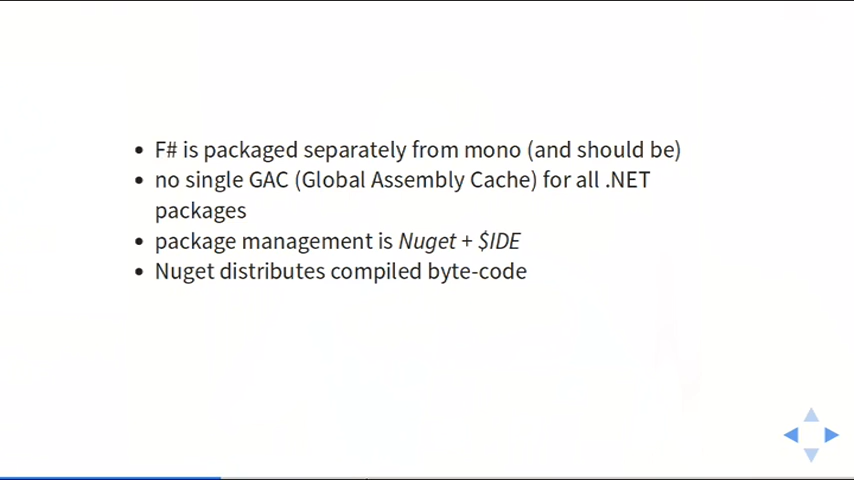 F# is packaged separately from mono (and should be)
no single GAC (Global Assembly Cache) for all .NET
packages
package management is Nuget + $IDE
Nuget distributes compiled byte-code